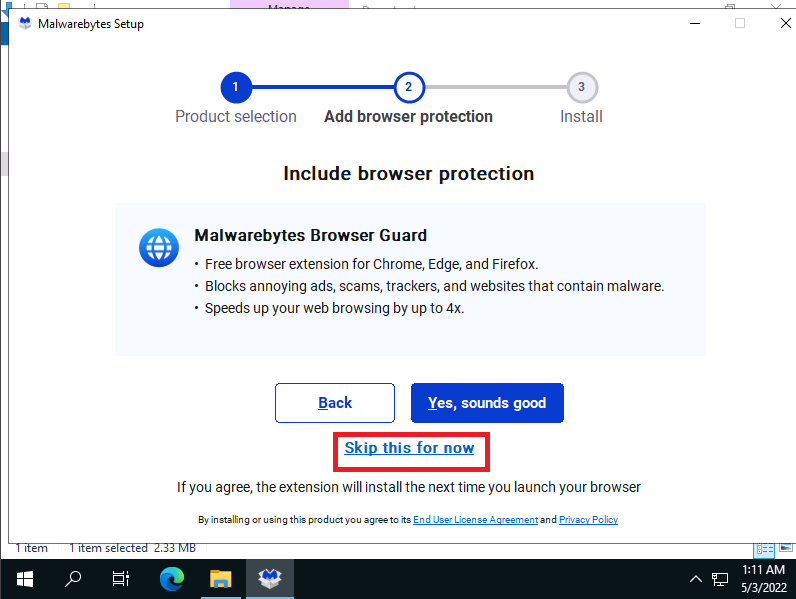 Malwarebytes Setup
1
2
3
Product selection
Add browser protection
Install
Include browser protection
Malwarebytes Browser Guard
• Free browser extension for Chrome, Edge, and Firefox.
• Blocks annoying ads, scams, trackers, and websites that contain malware.
• Speeds up your web browsing by up to 4x.
Back
Yes, sounds good
Skip this for now
If you agree, the extension will install the next time you launch your browser
By installing or using this product you agree to its End User License Agreement and Privacy Policy
1 item 1 item selected 2.33 MB
1:11 AM
5/3/2022